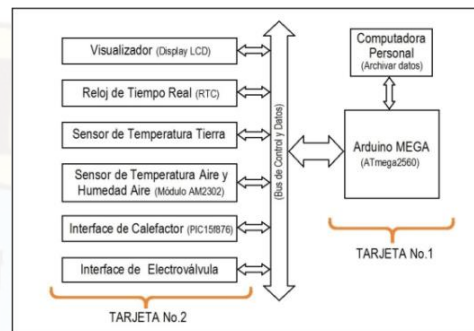 Visualizador (Display LCD)
Reloj de Tiempo Real (RTC)
Sensor de Temperatura Tierra
Sensor de Temperatura Aire y
Humedad Aire (Módulo AM2302)
Interface de Calefactor (PIC15f876)
Interface de Electroválvula
TARJETA No.2
(Bus de Control y Datos)
Computadora
Personal
(Archivar datos)
Arduino MEGA
(ATmega2560)
TARJETA No.1